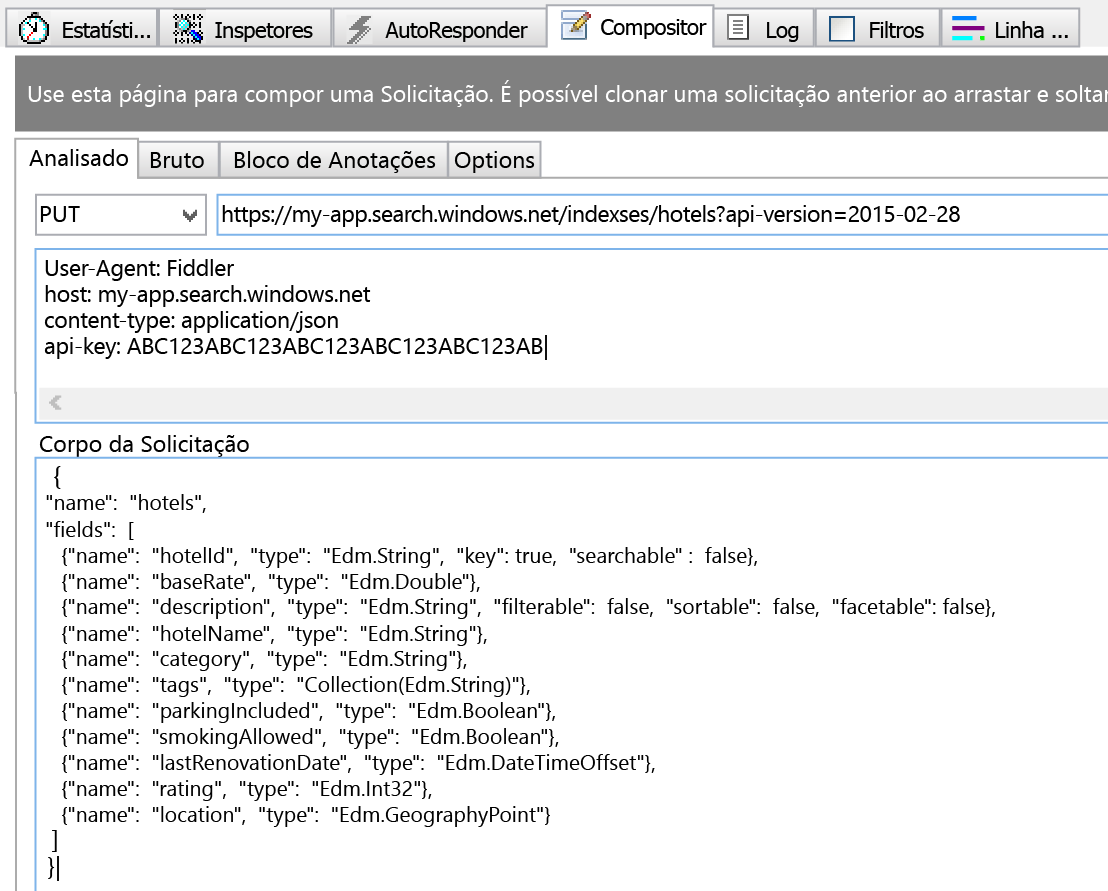 Estatísti... Inspetores AutoResponder Compositor Log Filtros Linha ...
Use esta página para compor uma Solicitação. É possível clonar uma solicitação anterior ao arrastar e soltar
Analisado Bruto Bloco de Anotações Options
PUT https://my-app.search.windows.net/indexses/hotels?api-version=2015-02-28
User-Agent: Fiddler
host: my-app.search.windows.net
content-type: application/json
api-key: ABC123ABC123ABC123ABC123ABC123AB
Corpo da Solicitação
{
"name": "hotels",
"fields": [
{"name": "hotelId", "type": "Edm.String", "key": true, "searchable" : false},
{"name": "baseRate", "type": "Edm.Double"},
{"name": "description", "type": "Edm.String", "filterable": false, "sortable": false, "facetable": false},
{"name": "hotelName", "type": "Edm.String"},
{"name": "category", "type": "Edm.String"},
{"name": "tags", "type": "Collection(Edm.String)"},
{"name": "parkingIncluded", "type": "Edm.Boolean"},
{"name": "smokingAllowed", "type": "Edm.Boolean"},
{"name": "lastRenovationDate", "type": "Edm.DateTimeOffset"},
{"name": "rating", "type": "Edm.Int32"},
{"name": "location", "type": "Edm.GeographyPoint"}
]
}